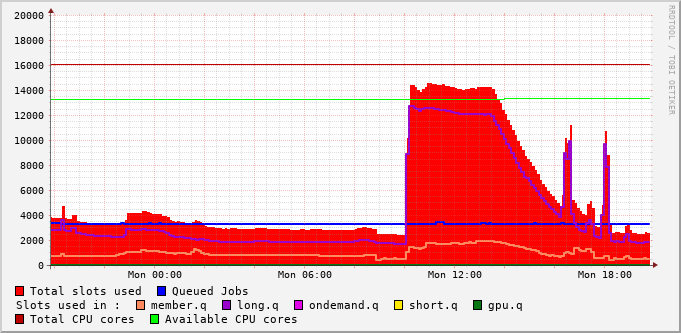 20000
18000
16000
14000
12000
10000
8000
6000
4000
2000
0
Mon 00:00 Mon 06:00 Mon 12:00 Mon 18:00
RRDTOOL / TOBI OETIKER
Total slots used Queued Jobs
Slots used in : member.q long.q ondemand.q short.q gpu.q
Total CPU cores Available CPU cores